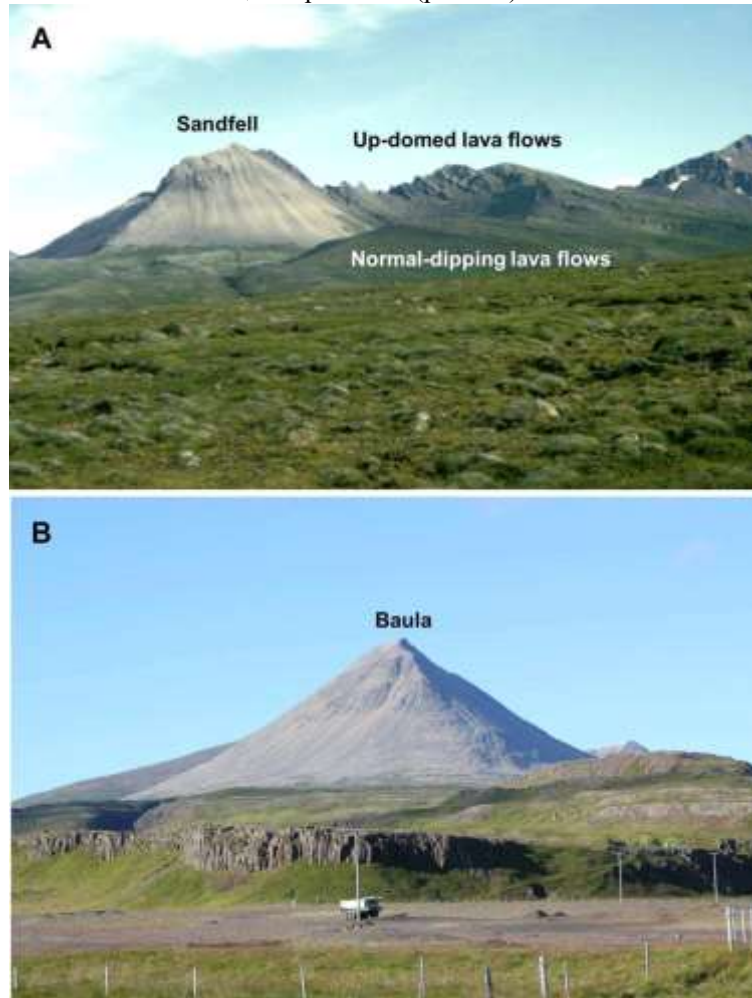 A
Sandfell
Up-domed lava flows
Normal-dipping lava flows
B
Baula